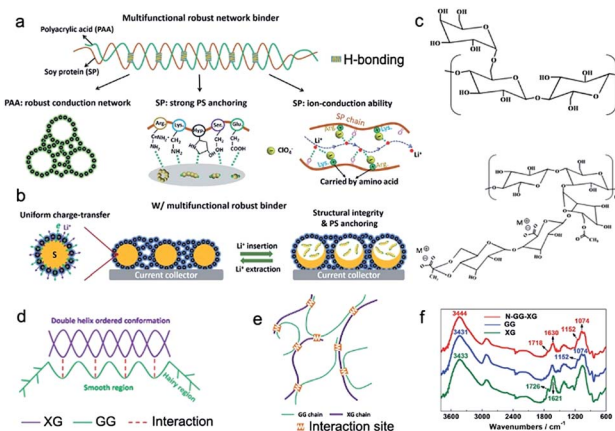 a
Multifunctional robust network binder
Polyacrylic acid (PAA)
Soy protein (SP)
H-bonding
PAA: robust conduction network
SP: strong PS anchoring
SP: ion-conduction ability
Arg
Lys
Hyp
Ser
Glu
SP chain
Li⁺
Lys
Arg
ClO₄⁻
Li⁺
Carried by amino acid
b
W/ multifunctional robust binder
Uniform charge-transfer
Li⁺
S
Li⁺ insertion
Li⁺ extraction
Structural integrity
& PS anchoring
Current collector
Current collector
c
d
Double helix ordered conformation
Smooth region
Hairy region
XG
GG
Interaction
e
GG chain
XG chain
Interaction site
f
N-GG-XG
GG
XG
3444
3431
3433
1718
1630
1152
1074
1152
1074
1726
1621
3600
3000
2400
1800
1200
600
Wavenumbers / cm⁻¹